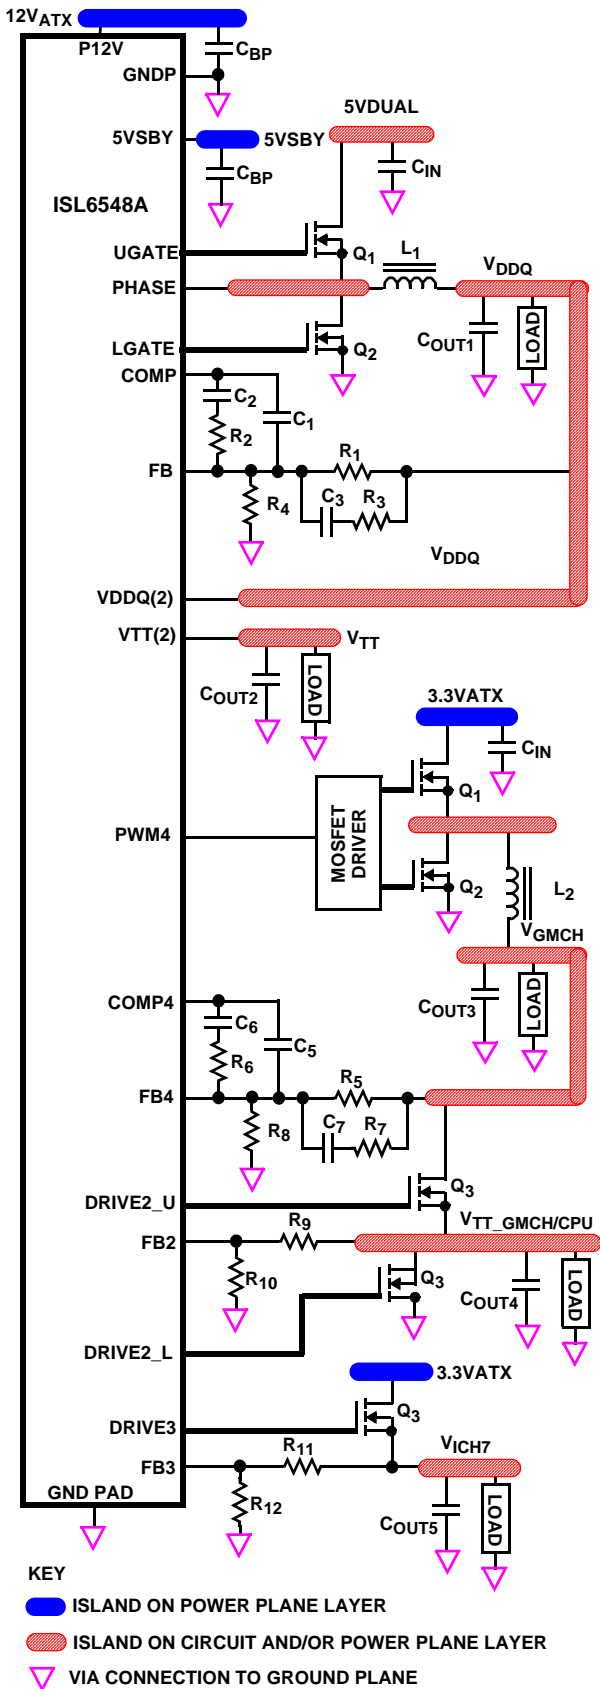 12VATX
P12V
CBP
GNDP
5VDUAL
5VSBY
5VSBY
CIN
CBP
ISL6548A
UGATE
Q1
L1
VDDQ
PHASE
LGATE
Q2
COUT1
LOAD
COMP
C2
C1
R2
R1
FB
C3
R3
R4
VDDQ
VDDQ(2)
VTT(2)
VTT
COUT2
LOAD
3.3VATX
CIN
Q1
PWM4
MOSFET
DRIVER
Q2
L2
VGMCH
COUT3
LOAD
COMP4
C6
C5
R6
R5
FB4
C7
R7
R8
DRIVE2_U
Q3
VTT_GMCH/CPU
R9
FB2
R10
Q3
COUT4
LOAD
DRIVE2_L
3.3VATX
DRIVE3
Q3
R11
VICH7
FB3
GND PAD
R12
COUT5
LOAD
KEY
ISLAND ON POWER PLANE LAYER
ISLAND ON CIRCUIT AND/OR POWER PLANE LAYER
VIA CONNECTION TO GROUND PLANE